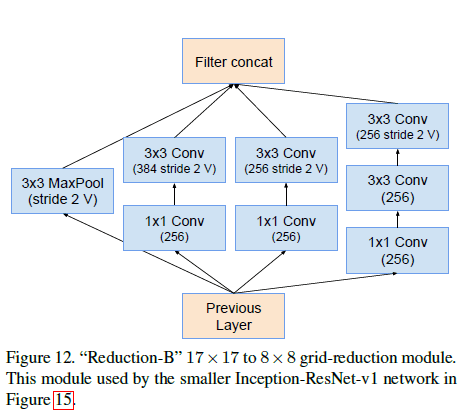 Filter concat
3x3 Conv
(256 stride 2 V)
3x3 Conv
(384 stride 2 V)
3x3 Conv
(256 stride 2 V)
3x3 MaxPool
(stride 2 V)
3x3 Conv
(256)
1x1 Conv
(256)
1x1 Conv
(256)
1x1 Conv
(256)
Previous
Layer
Figure 12. “Reduction-B” 17 × 17 to 8 × 8 grid-reduction module.
This module used by the smaller Inception-ResNet-v1 network in
Figure 15.